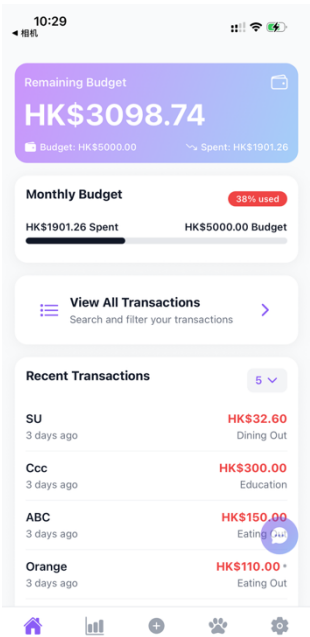 10:29
◀ 相机
Remaining Budget
HK$3098.74
Budget: HK$5000.00 Spent: HK$1901.26
Monthly Budget 38% used
HK$1901.26 Spent HK$5000.00 Budget
View All Transactions
Search and filter your transactions
Recent Transactions 5
SU HK$32.60
3 days ago Dining Out
Ccc HK$300.00
3 days ago Education
ABC HK$150.00
3 days ago Eating Out
Orange HK$110.00
3 days ago Eating Out